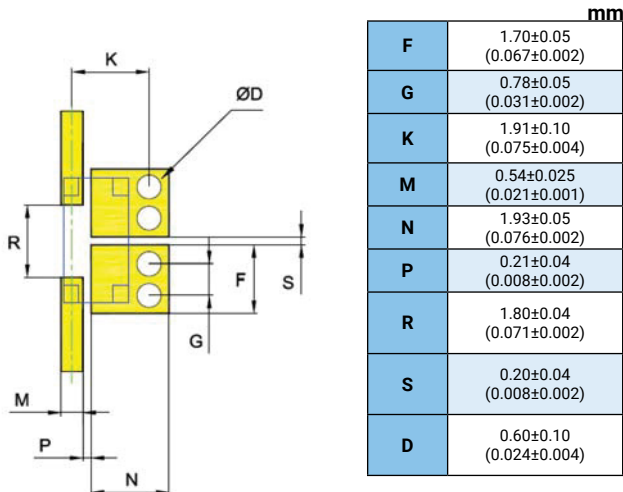 mm
K
ØD
R
F
S
G
M
P
N
F 1.70±0.05
(0.067±0.002)
G 0.78±0.05
(0.031±0.002)
K 1.91±0.10
(0.075±0.004)
M 0.54±0.025
(0.021±0.001)
N 1.93±0.05
(0.076±0.002)
P 0.21±0.04
(0.008±0.002)
R 1.80±0.04
(0.071±0.002)
S 0.20±0.04
(0.008±0.002)
D 0.60±0.10
(0.024±0.004)